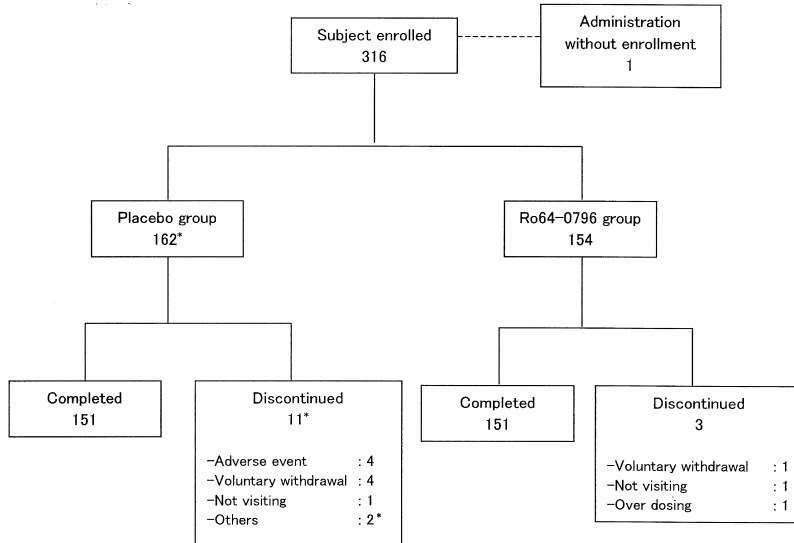 Subject enrolled
316
Administration
without enrollment
1
Placebo group
162*
Ro64-0796 group
154
Completed
151
Discontinued
11*
-Adverse event : 4
-Voluntary withdrawal : 4
-Not visiting : 1
-Others : 2*
Completed
151
Discontinued
3
-Voluntary withdrawal : 1
-Not visiting : 1
-Over dosing : 1